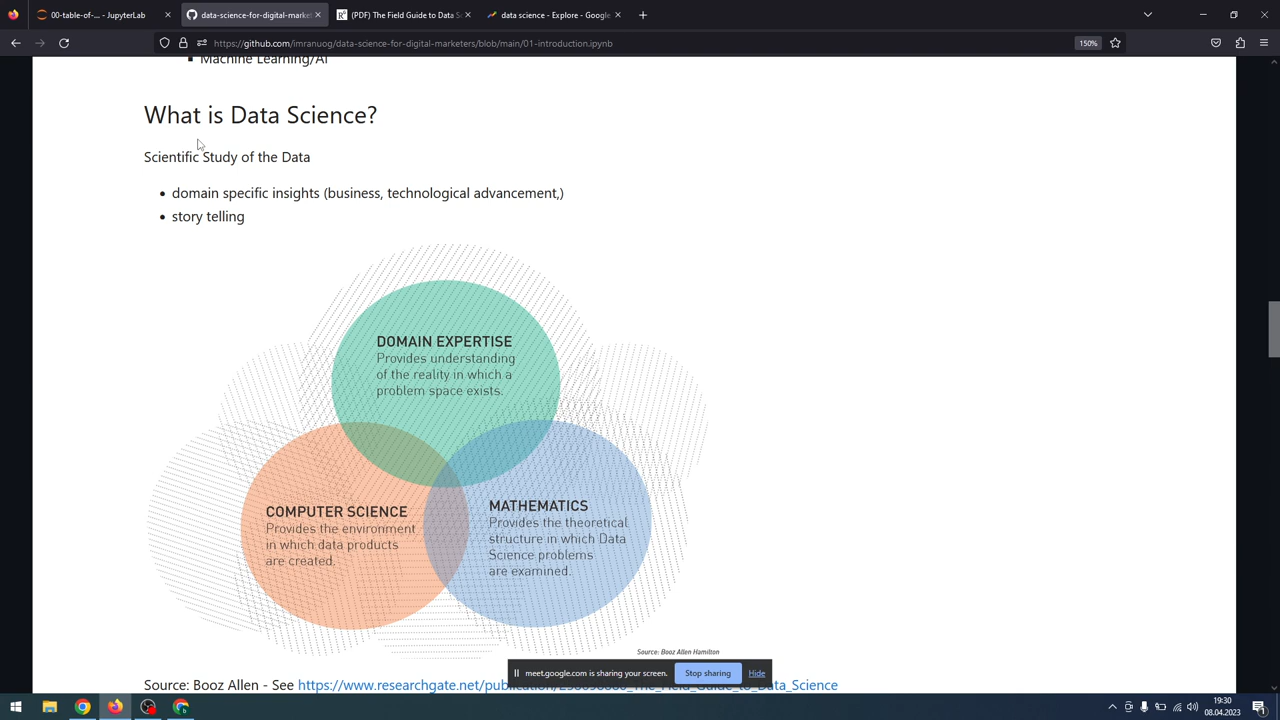 00-table-of-... - JupyterLab
data-science-for-digital-market
(PDF) The Field Guide to Data S
data science - Explore - Google
https://github.com/imranuog/data-science-for-digital-marketers/blob/main/01-introduction.ipynb
150%
Machine Learning/AI
What is Data Science?
Scientific Study of the Data
domain specific insights (business, technological advancement,)
story telling
DOMAIN EXPERTISE
Provides understanding
of the reality in which a
problem space exists.
COMPUTER SCIENCE
Provides the environment
in which data products
are created.
MATHEMATICS
Provides the theoretical
structure in which Data
Science problems
are examined.
Source: Booz Allen Hamilton
meet.google.com is sharing your screen.
Stop sharing
Hide
Source: Booz Allen - See https://www.researchgate.net/publication/
The_Field_Guide_to_Data_Science
19:30
08.04.2023